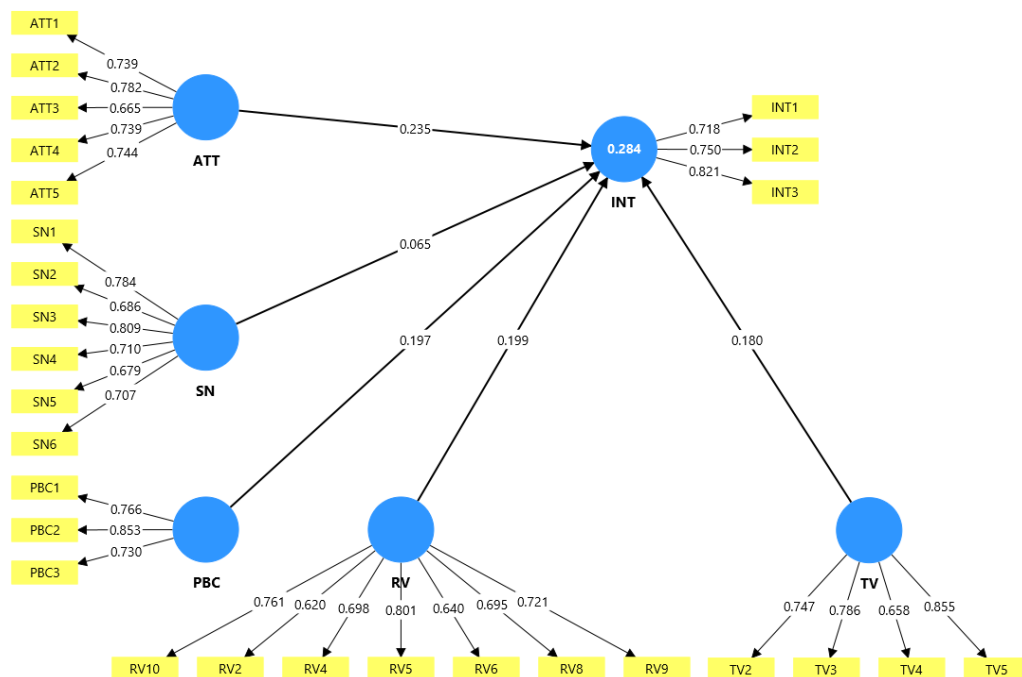 ATT1
ATT2
ATT3
ATT4
ATT5
0.739
0.782
0.665
0.739
0.744
ATT
0.235
0.284
INT
0.718
0.750
0.821
INT1
INT2
INT3
SN1
SN2
SN3
SN4
SN5
SN6
0.784
0.686
0.809
0.710
0.679
0.707
SN
0.065
PBC1
PBC2
PBC3
0.766
0.853
0.730
PBC
0.197
0.199
0.180
RV
0.761
0.620
0.698
0.801
0.640
0.695
0.721
RV10
RV2
RV4
RV5
RV6
RV8
RV9
TV
0.747
0.786
0.658
0.855
TV2
TV3
TV4
TV5